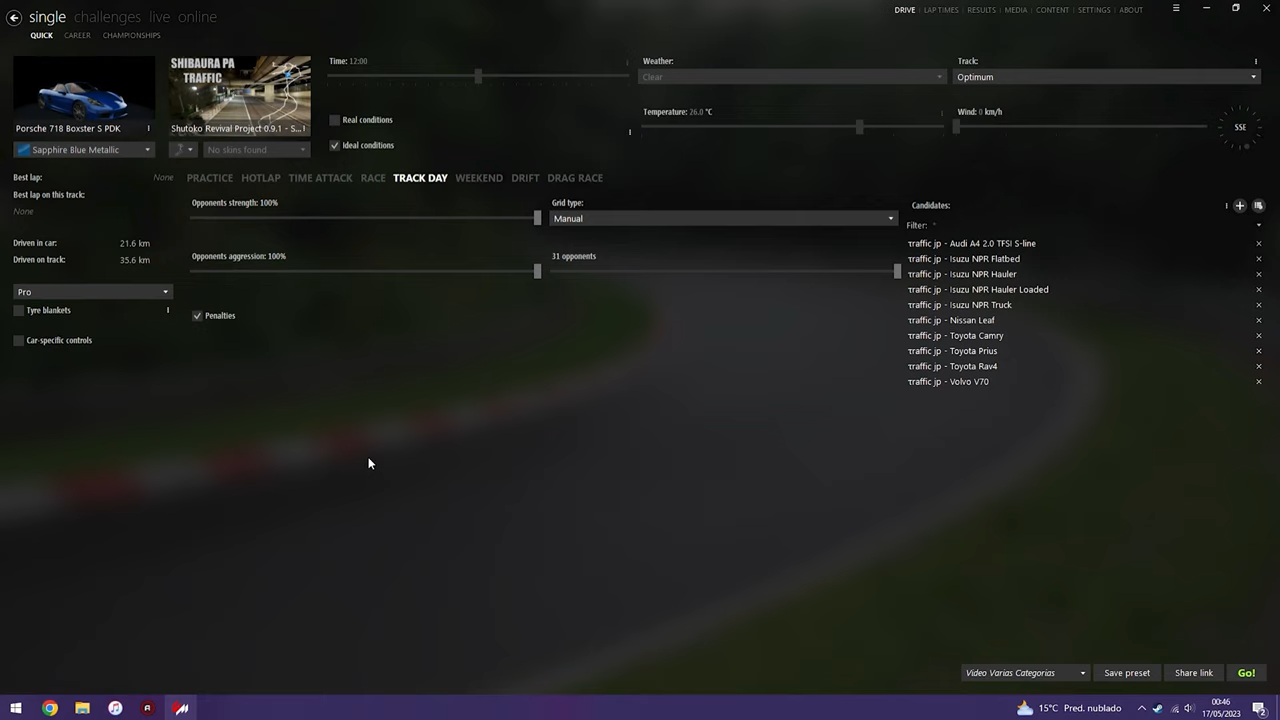 single challenges live online
DRIVE LAP TIMES RESULTS MEDIA CONTENT SETTINGS ABOUT
QUICK CAREER CHAMPIONSHIPS
Porsche 718 Boxster S PDK
Sapphire Blue Metallic
SHIBAURA PA
TRAFFIC
Shutoko Revival Project 0.9.1 - S...
No skins found
Time: 12:00
Real conditions
Ideal conditions
Weather:
Clear
Temperature: 26.0 °C
Track:
Optimum
Wind: 0 km/h
SSE
Best lap: None
Best lap on this track:
None
Driven in car: 21.6 km
Driven on track: 35.6 km
Pro
Tyre blankets
Car-specific controls
PRACTICE HOTLAP TIME ATTACK RACE TRACK DAY WEEKEND DRIFT DRAG RACE
Opponents strength: 100%
Opponents aggression: 100%
Penalties
Grid type:
Manual
31 opponents
Candidates:
Filter: *
Traffic jp - Audi A4 2.0 TFSI S-line
Traffic jp - Isuzu NPR Flatbed
Traffic jp - Isuzu NPR Hauler
Traffic jp - Isuzu NPR Hauler Loaded
Traffic jp - Isuzu NPR Truck
Traffic jp - Nissan Leaf
Traffic jp - Toyota Camry
Traffic jp - Toyota Prius
Traffic jp - Toyota Rav4
Traffic jp - Volvo V70
Video Varias Categorias Save preset Share link Go!
15°C Pred. nublado
00:46
17/05/2023
2